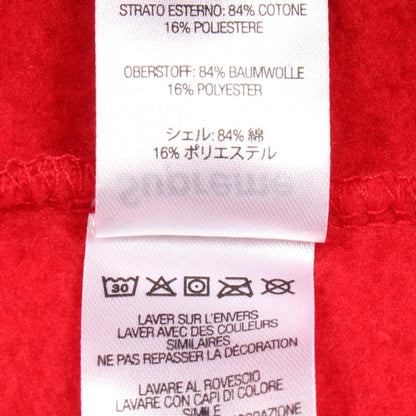 STRATO ESTERNO: 84% COTONE
16% POLIESTERE
OBERSTOFF: 84% BAUMWOLLE
16% POLYESTER
シェル: 84% 綿
16% ポリエステル
Supreme
30
LAVER SUR L'ENVERS
LAVER AVEC DES COULEURS
SIMILAIRES
NE PAS REPASSER LA DÉCORATION
LAVARE AL ROVESCIO
LAVARE CON CAPI DI COLORE
SIMILE